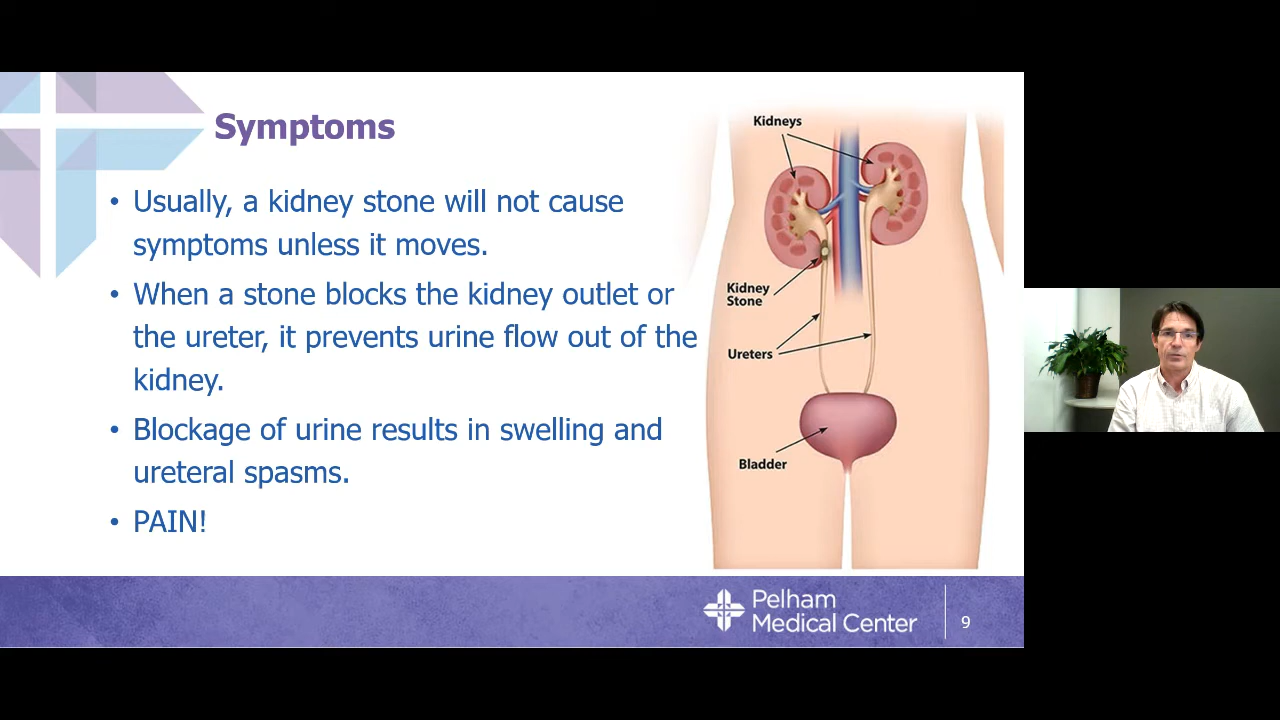 Symptoms
• Usually, a kidney stone will not cause
symptoms unless it moves.
• When a stone blocks the kidney outlet or
the ureter, it prevents urine flow out of the
kidney.
• Blockage of urine results in swelling and
ureteral spasms.
• PAIN!
Kidneys
Kidney
Stone
Ureters
Bladder
Pelham
Medical Center
9